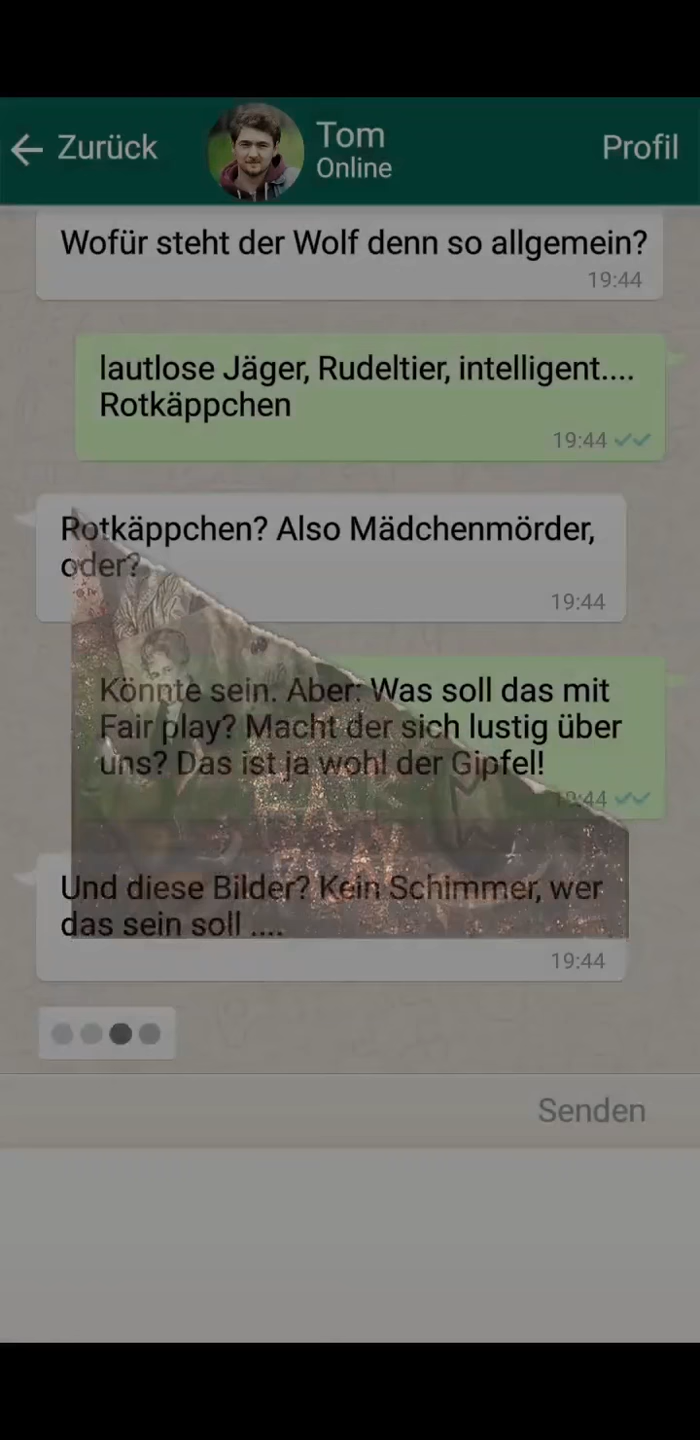 Zurück
Tom
Online
Profil
Wofür steht der Wolf denn so allgemein?
19:44
lautlose Jäger, Rudeltier, intelligent....
Rotkäppchen
19:44
Rotkäppchen? Also Mädchenmörder,
oder?
19:44
Könnte sein. Aber: Was soll das mit
Fair play? Macht der sich lustig über
uns? Das ist ja wohl der Gipfel!
19:44
Und diese Bilder? Kein Schimmer, wer
das sein soll ....
19:44
Senden